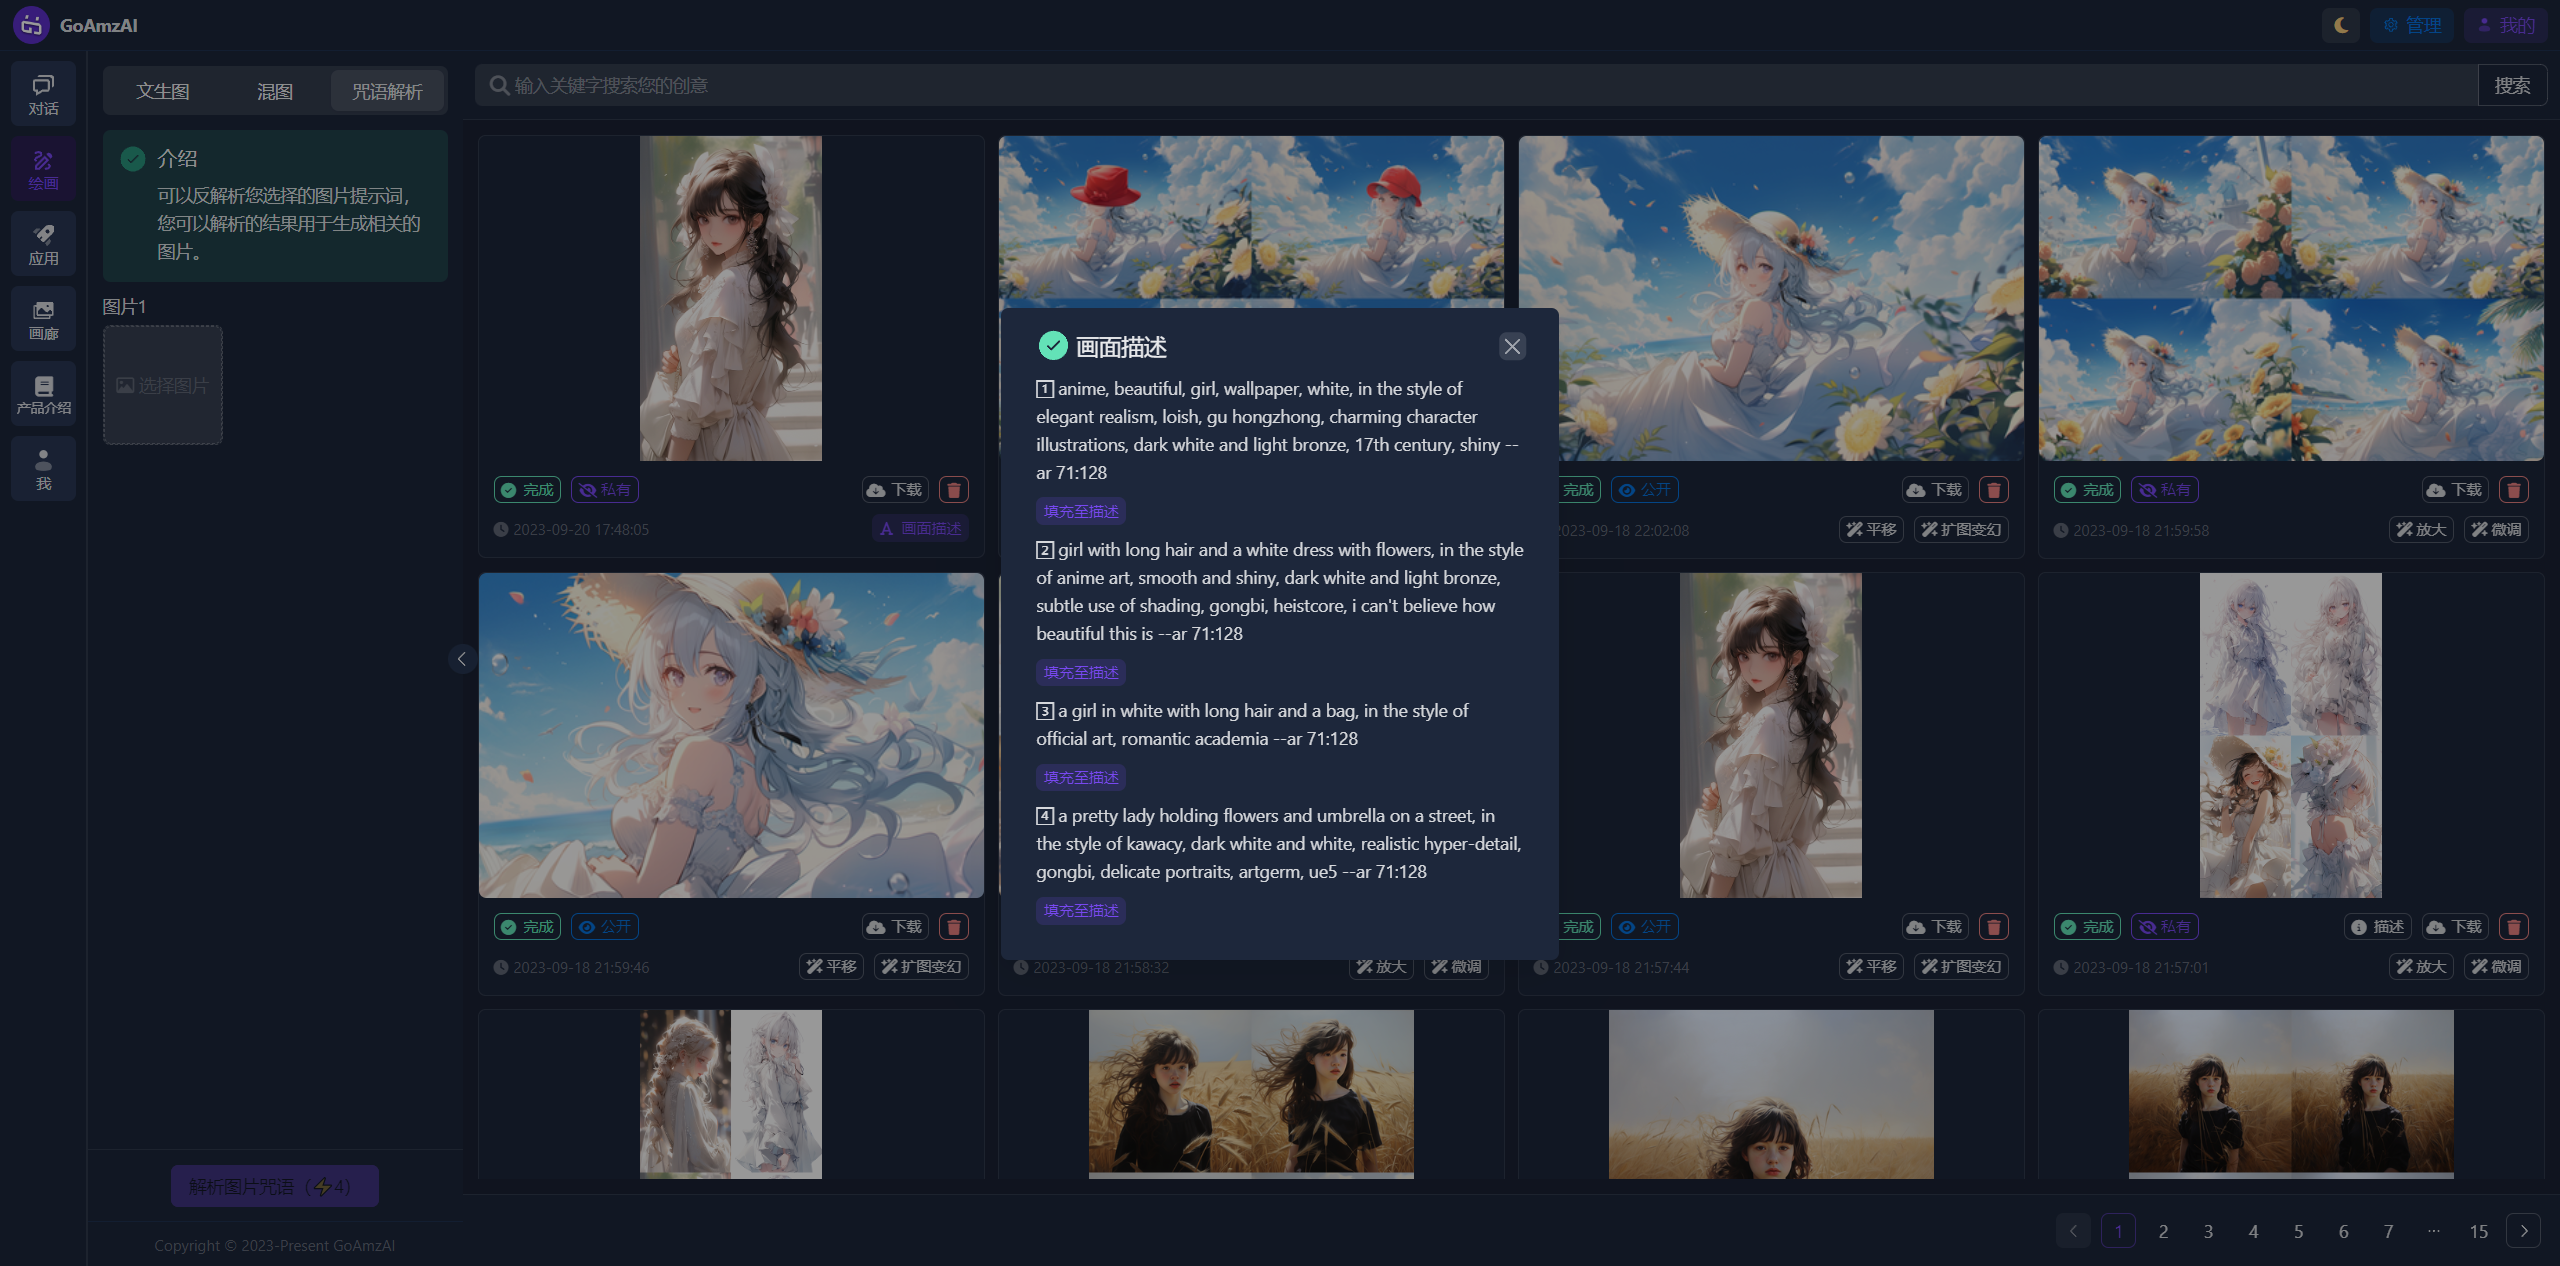 GoAmzAI
管理
我的
对话
绘画
应用
画廊
产品介绍
我
文生图
混图
咒语解析
介绍
可以反解析您选择的图片提示词，
您可以解析的结果用于生成相关的
图片。
图片1
选择图片
解析图片咒语（⚡4）
Copyright © 2023-Present GoAmzAI
输入关键字搜索您的创意
搜索
完成
私有
下载
2023-09-20 17:48:05
画面描述
完成
公开
下载
2023-09-18 22:02:08
平移
扩图变幻
完成
私有
下载
2023-09-18 21:59:58
放大
微调
画面描述
1 anime, beautiful, girl, wallpaper, white, in the style of
elegant realism, loish, gu hongzhong, charming character
illustrations, dark white and light bronze, 17th century, shiny --
ar 71:128
填充至描述
2 girl with long hair and a white dress with flowers, in the style
of anime art, smooth and shiny, dark white and light bronze,
subtle use of shading, gongbi, heistcore, i can't believe how
beautiful this is --ar 71:128
填充至描述
3 a girl in white with long hair and a bag, in the style of
official art, romantic academia --ar 71:128
填充至描述
4 a pretty lady holding flowers and umbrella on a street, in
the style of kawacy, dark white and white, realistic hyper-detail,
gongbi, delicate portraits, artgerm, ue5 --ar 71:128
填充至描述
完成
公开
下载
2023-09-18 21:59:46
平移
扩图变幻
2023-09-18 21:58:32
放大
微调
完成
公开
下载
2023-09-18 21:57:44
平移
扩图变幻
完成
私有
描述
下载
2023-09-18 21:57:01
放大
微调
1 2 3 4 5 6 7 ··· 15